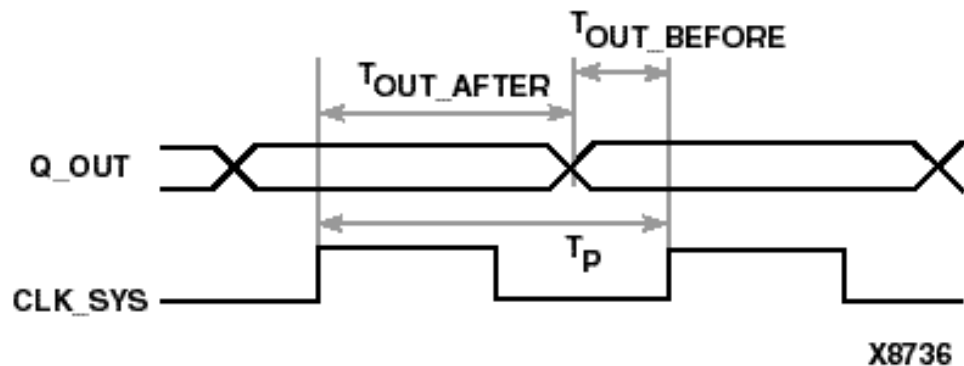 TOUT_BEFORE
TOUT_AFTER
Q_OUT
TP
CLK_SYS
X8736